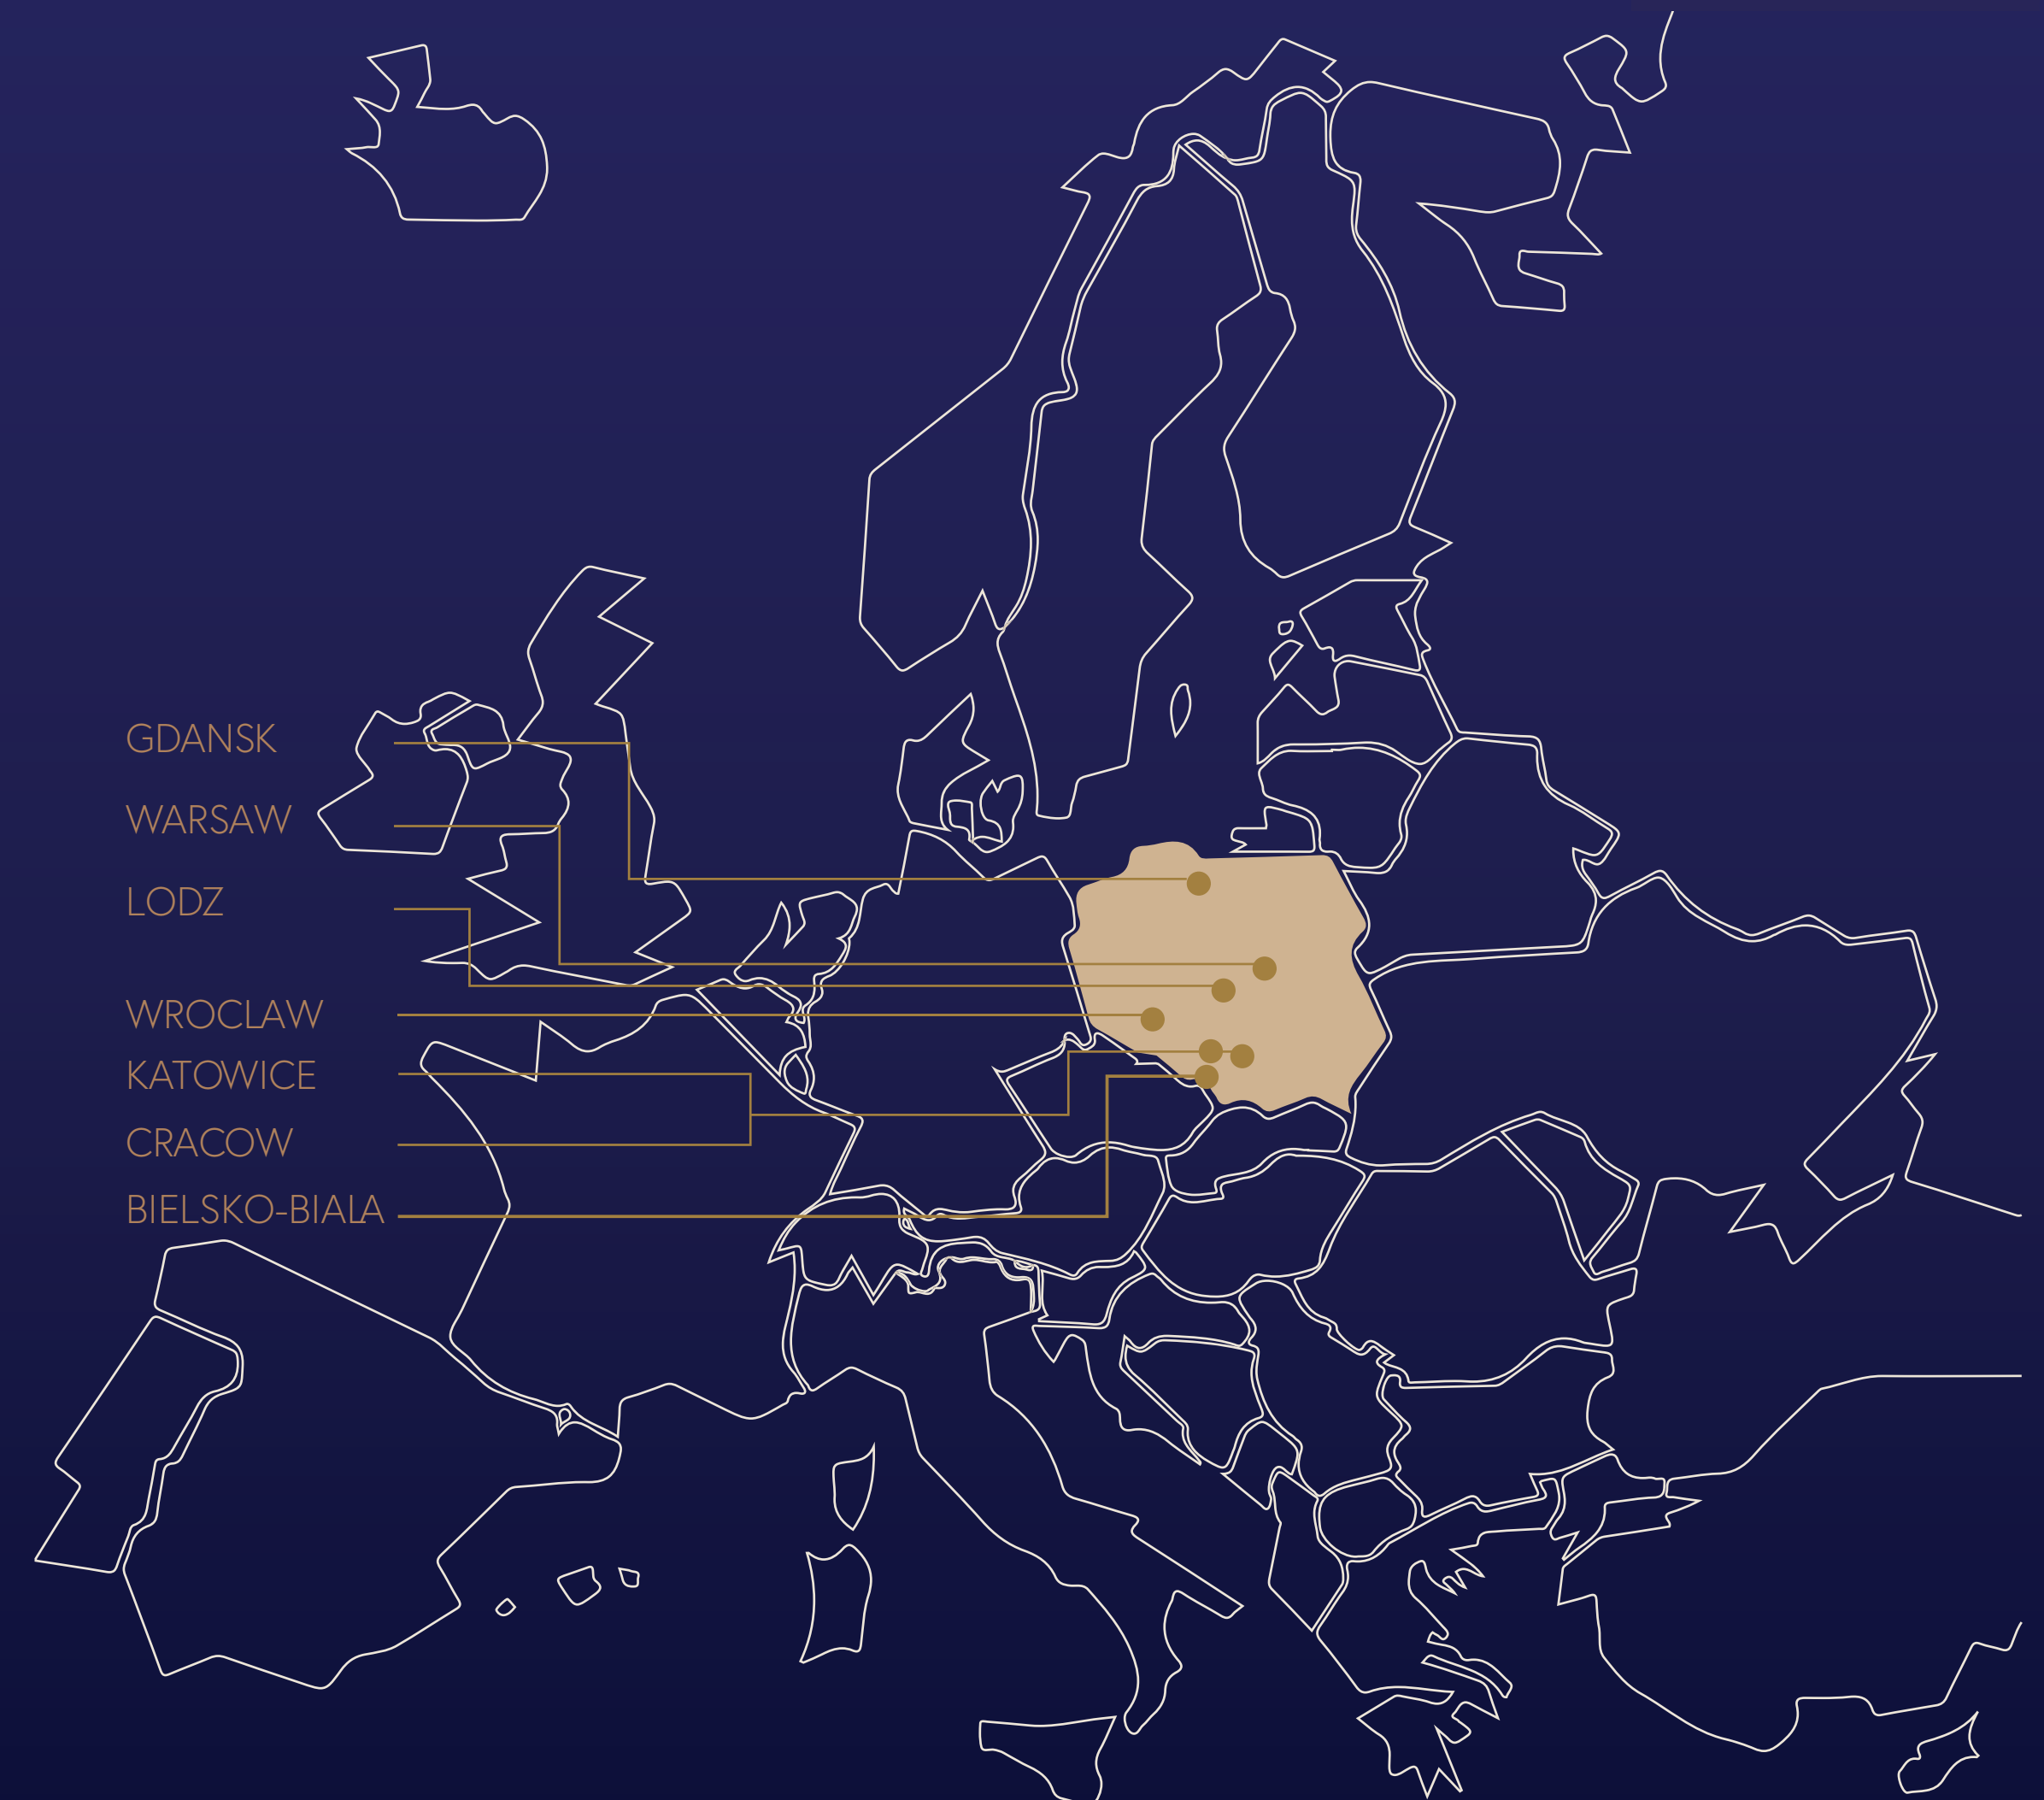 GDANSK
WARSAW
LODZ
WROCLAW
KATOWICE
CRACOW
BIELSKO-BIALA